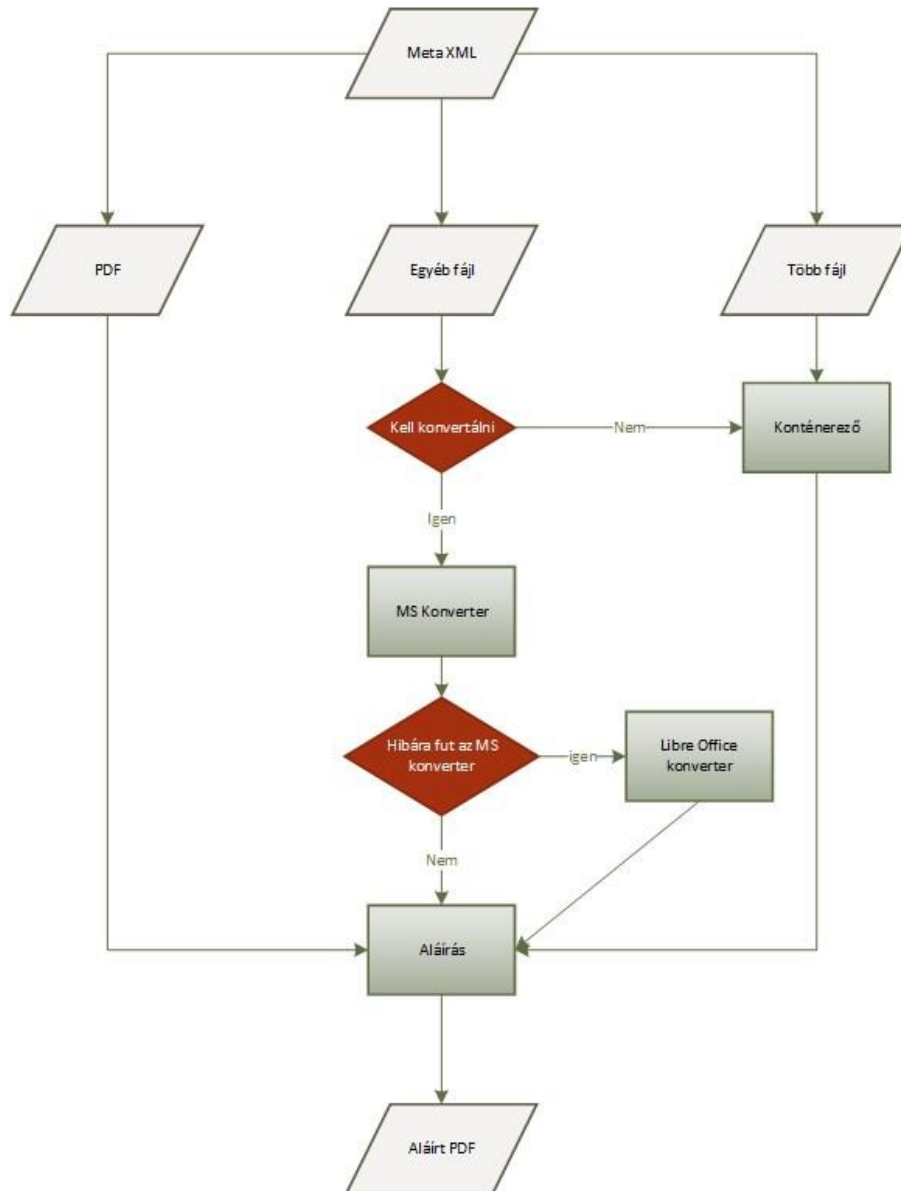 Meta XML
PDF
Egyéb fájl
Több fájl
Kell konvertálni
Nem
Konténerező
Igen
MS Konverter
Hibára fut az MS
konverter
igen
Libre Office
konverter
Nem
Aláírás
Aláírt PDF